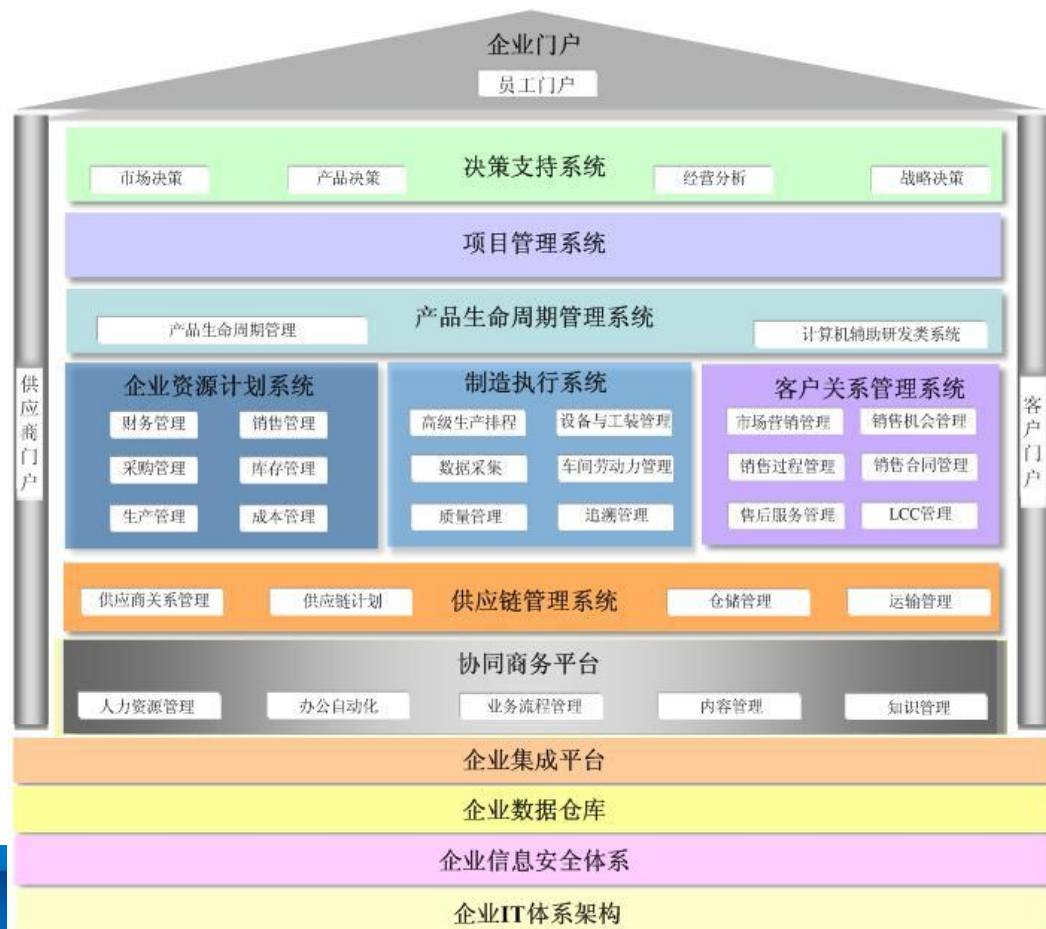 企业门户
员工门户
决策支持系统
市场决策
产品决策
经营分析
战略决策
项目管理系统
产品生命周期管理系统
产品生命周期管理
计算机辅助研发类系统
供应商门户
企业资源计划系统
财务管理
销售管理
采购管理
库存管理
生产管理
成本管理
制造执行系统
高级生产排程
设备与工装管理
数据采集
车间劳动力管理
质量管理
追溯管理
客户关系管理系统
市场营销管理
销售机会管理
销售过程管理
销售合同管理
售后服务管理
LCC管理
客户门户
供应链管理系统
供应商关系管理
供应链计划
仓储管理
运输管理
协同商务平台
人力资源管理
办公自动化
业务流程管理
内容管理
知识管理
企业集成平台
企业数据仓库
企业信息安全体系
企业IT体系架构